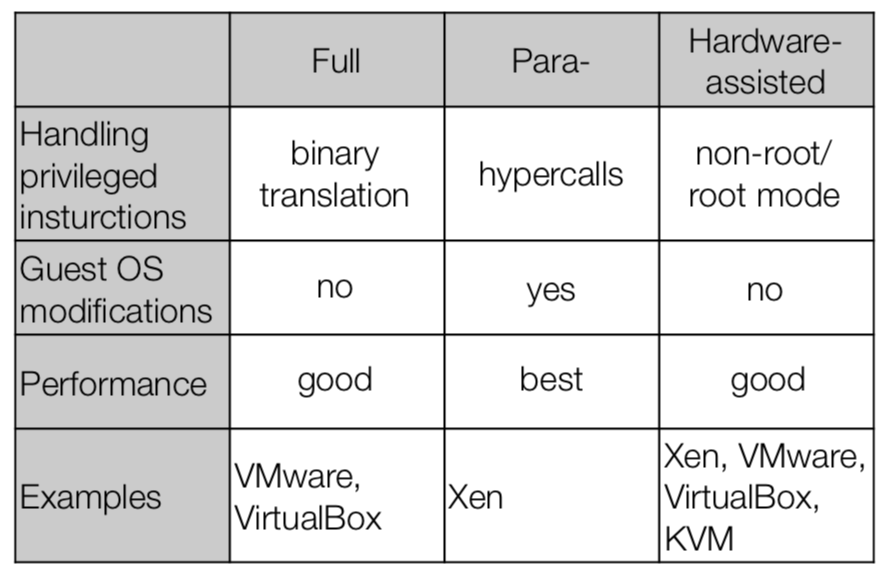 Full
Para-
Hardware-
assisted
Handling
privileged
insturctions
binary
translation
hypercalls
non-root/
root mode
Guest OS
modifications
no
yes
no
Performance
good
best
good
Examples
VMware,
VirtualBox
Xen
Xen, VMware,
VirtualBox,
KVM